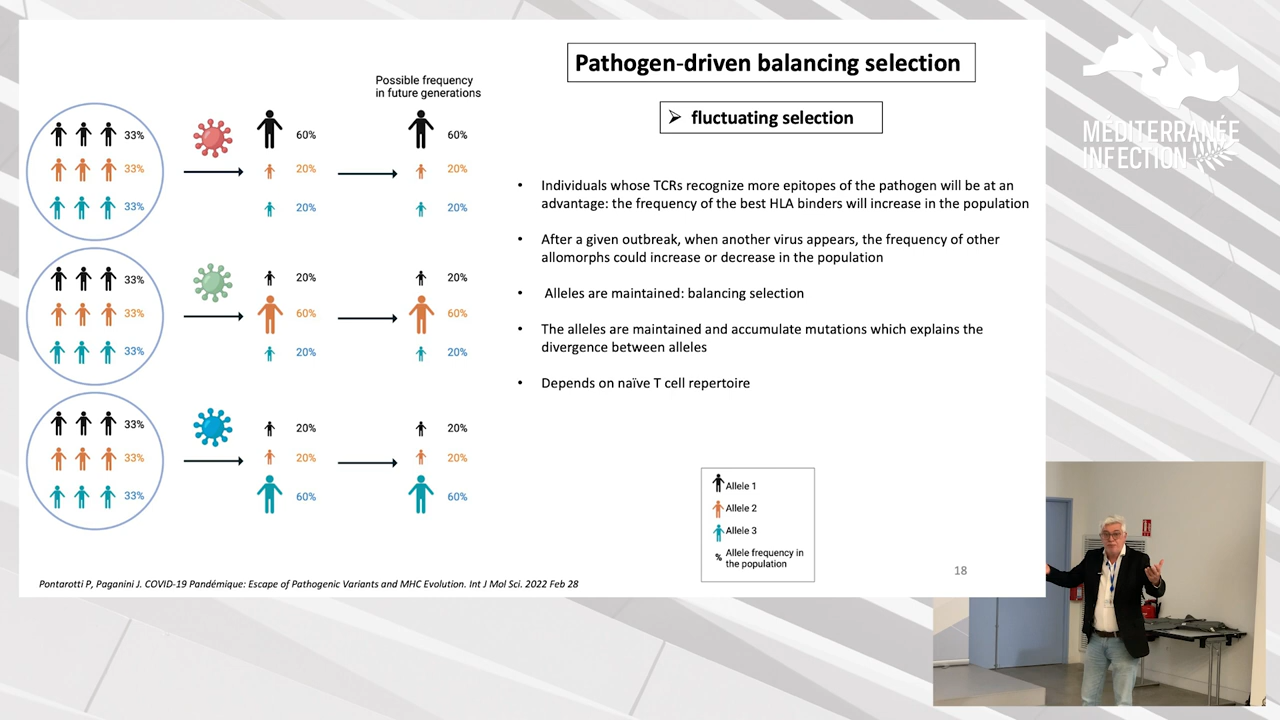 Pathogen-driven balancing selection
➢ fluctuating selection
MÉDITERRANÉE
INFECTION
Possible frequency
in future generations
33%
33%
33%
60%
20%
20%
60%
20%
20%
33%
33%
33%
20%
60%
20%
20%
60%
20%
33%
33%
33%
20%
20%
60%
20%
20%
60%
• Individuals whose TCRs recognize more epitopes of the pathogen will be at an
advantage: the frequency of the best HLA binders will increase in the population
• After a given outbreak, when another virus appears, the frequency of other
allomorphs could increase or decrease in the population
• Alleles are maintained: balancing selection
• The alleles are maintained and accumulate mutations which explains the
divergence between alleles
• Depends on naïve T cell repertoire
Allele 1
Allele 2
Allele 3
% Allele frequency in
the population
18
Pontarotti P, Paganini J. COVID-19 Pandémique: Escape of Pathogenic Variants and MHC Evolution. Int J Mol Sci. 2022 Feb 28